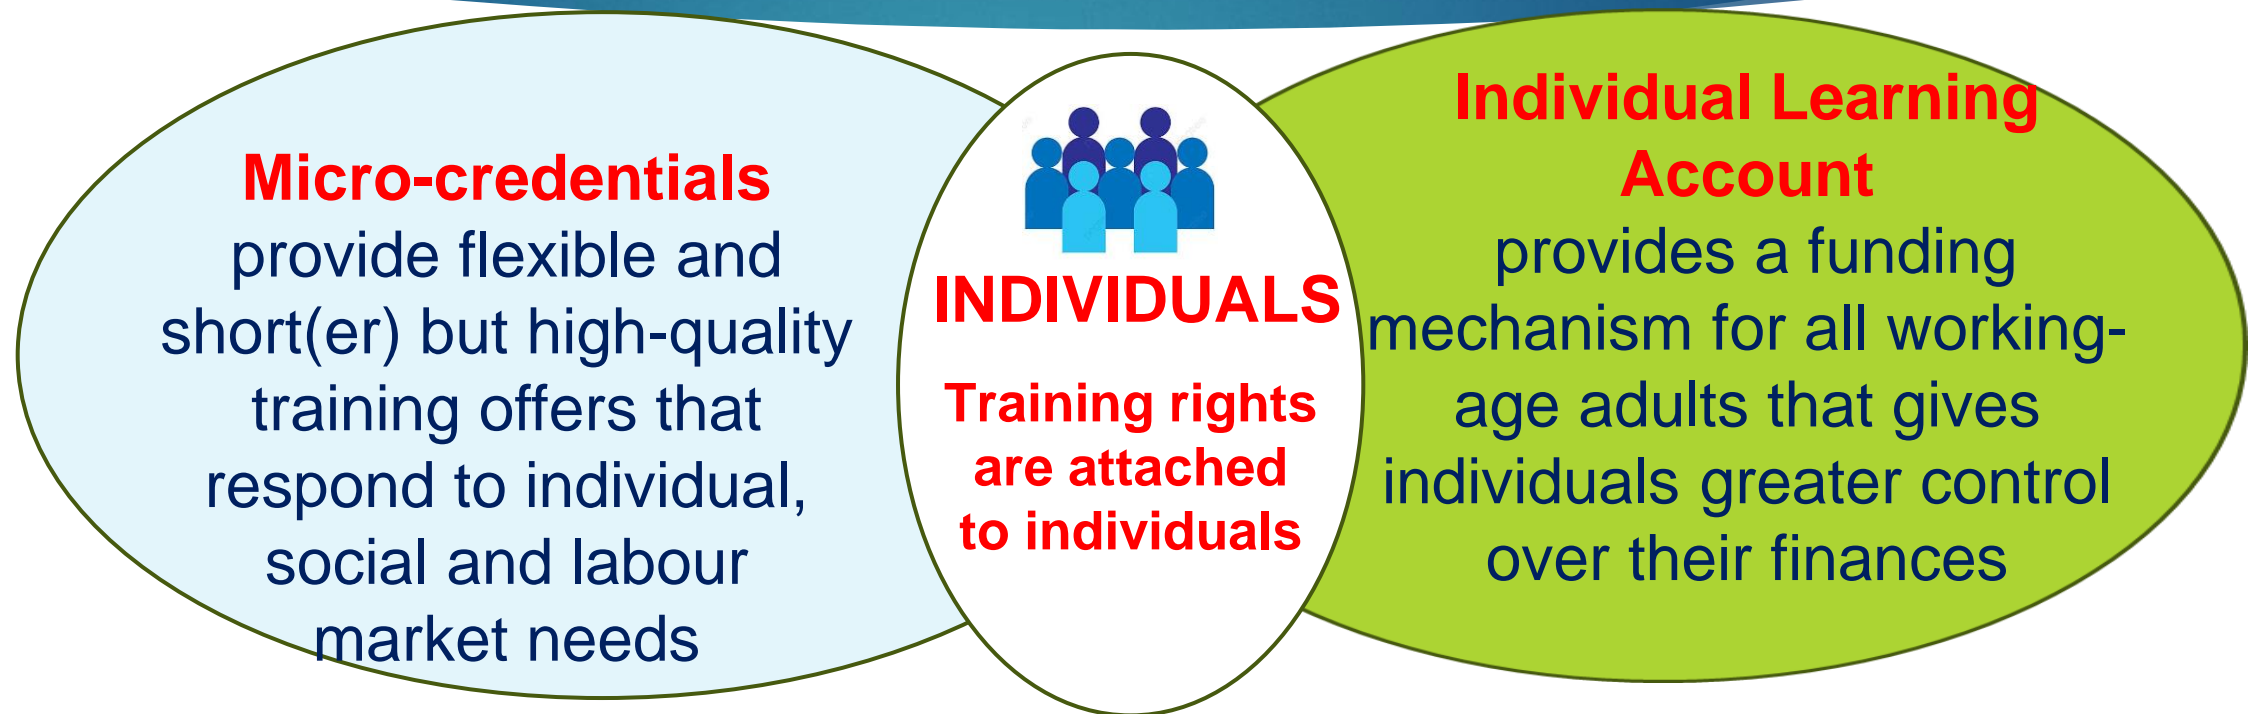 Micro-credentials
provide flexible and
short(er) but high-quality
training offers that
respond to individual,
social and labour
market needs
INDIVIDUALS
Training rights
are attached
to individuals
Individual Learning
Account
provides a funding
mechanism for all working-
age adults that gives
individuals greater control
over their finances